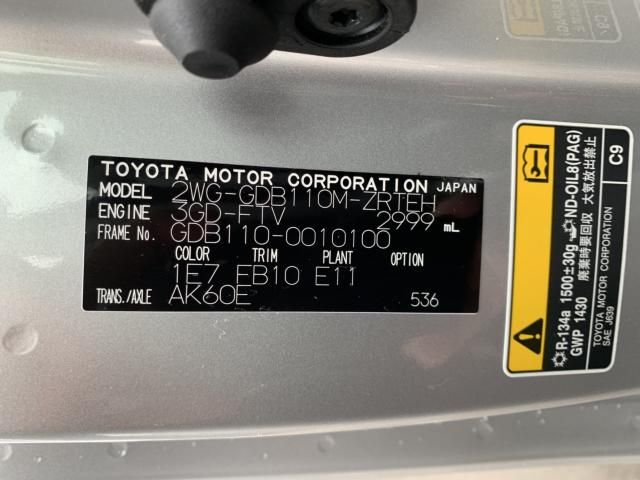 TOYOTA MOTOR CORPORATION JAPAN
MODEL 2WG-GDB110M-ZRTEH
ENGINE 3GD-FTV 2999 mL
FRAME No. GDB110-0010100
COLOR TRIM PLANT OPTION
1E7 EB10 E11
TRANS./AXLE AK60E 536
C9
ND-OIL8(PAG)
大気放出禁止
R-134a 1500±30g
GWP 1430 廃棄時要回収
TOYOTA MOTOR CORPORATION
SAE J639